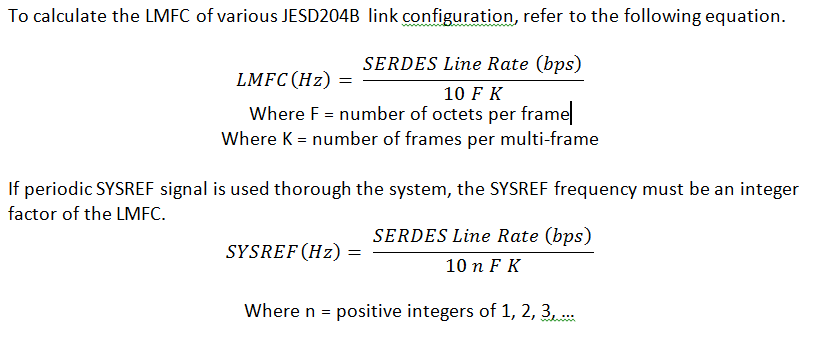 To calculate the LMFC of various JESD204B link configuration, refer to the following equation.
LMFC(Hz) = SERDES Line Rate (bps) / 10 F K
Where F = number of octets per frame
Where K = number of frames per multi-frame
If periodic SYSREF signal is used thorough the system, the SYSREF frequency must be an integer
factor of the LMFC.
SYSREF(Hz) = SERDES Line Rate (bps) / 10 n F K
Where n = positive integers of 1, 2, 3, ...